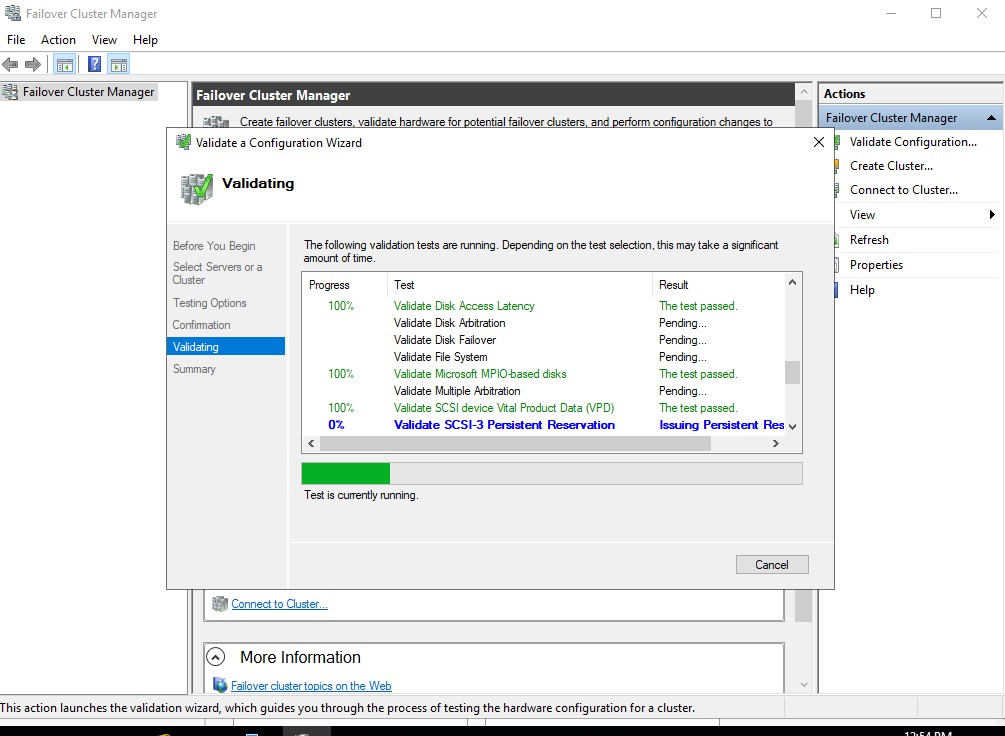 Failover Cluster Manager
File Action View Help
Failover Cluster Manager
Failover Cluster Manager
Create failover clusters, validate hardware for potential failover clusters, and perform configuration changes to
Validate a Configuration Wizard
Validating
Before You Begin
Select Servers or a
Cluster
Testing Options
Confirmation
Validating
Summary
The following validation tests are running. Depending on the test selection, this may take a significant
amount of time.
Progress Test Result
100% Validate Disk Access Latency The test passed.
Validate Disk Arbitration Pending...
Validate Disk Failover Pending...
Validate File System Pending...
100% Validate Microsoft MPIO-based disks The test passed.
Validate Multiple Arbitration Pending...
100% Validate SCSI device Vital Product Data (VPD) The test passed.
0% Validate SCSI-3 Persistent Reservation Issuing Persistent Res
Test is currently running.
Cancel
Connect to Cluster...
More Information
Failover cluster topics on the Web
Actions
Failover Cluster Manager
Validate Configuration...
Create Cluster...
Connect to Cluster...
View
Refresh
Properties
Help
This action launches the validation wizard, which guides you through the process of testing the hardware configuration for a cluster.
12:54 PM